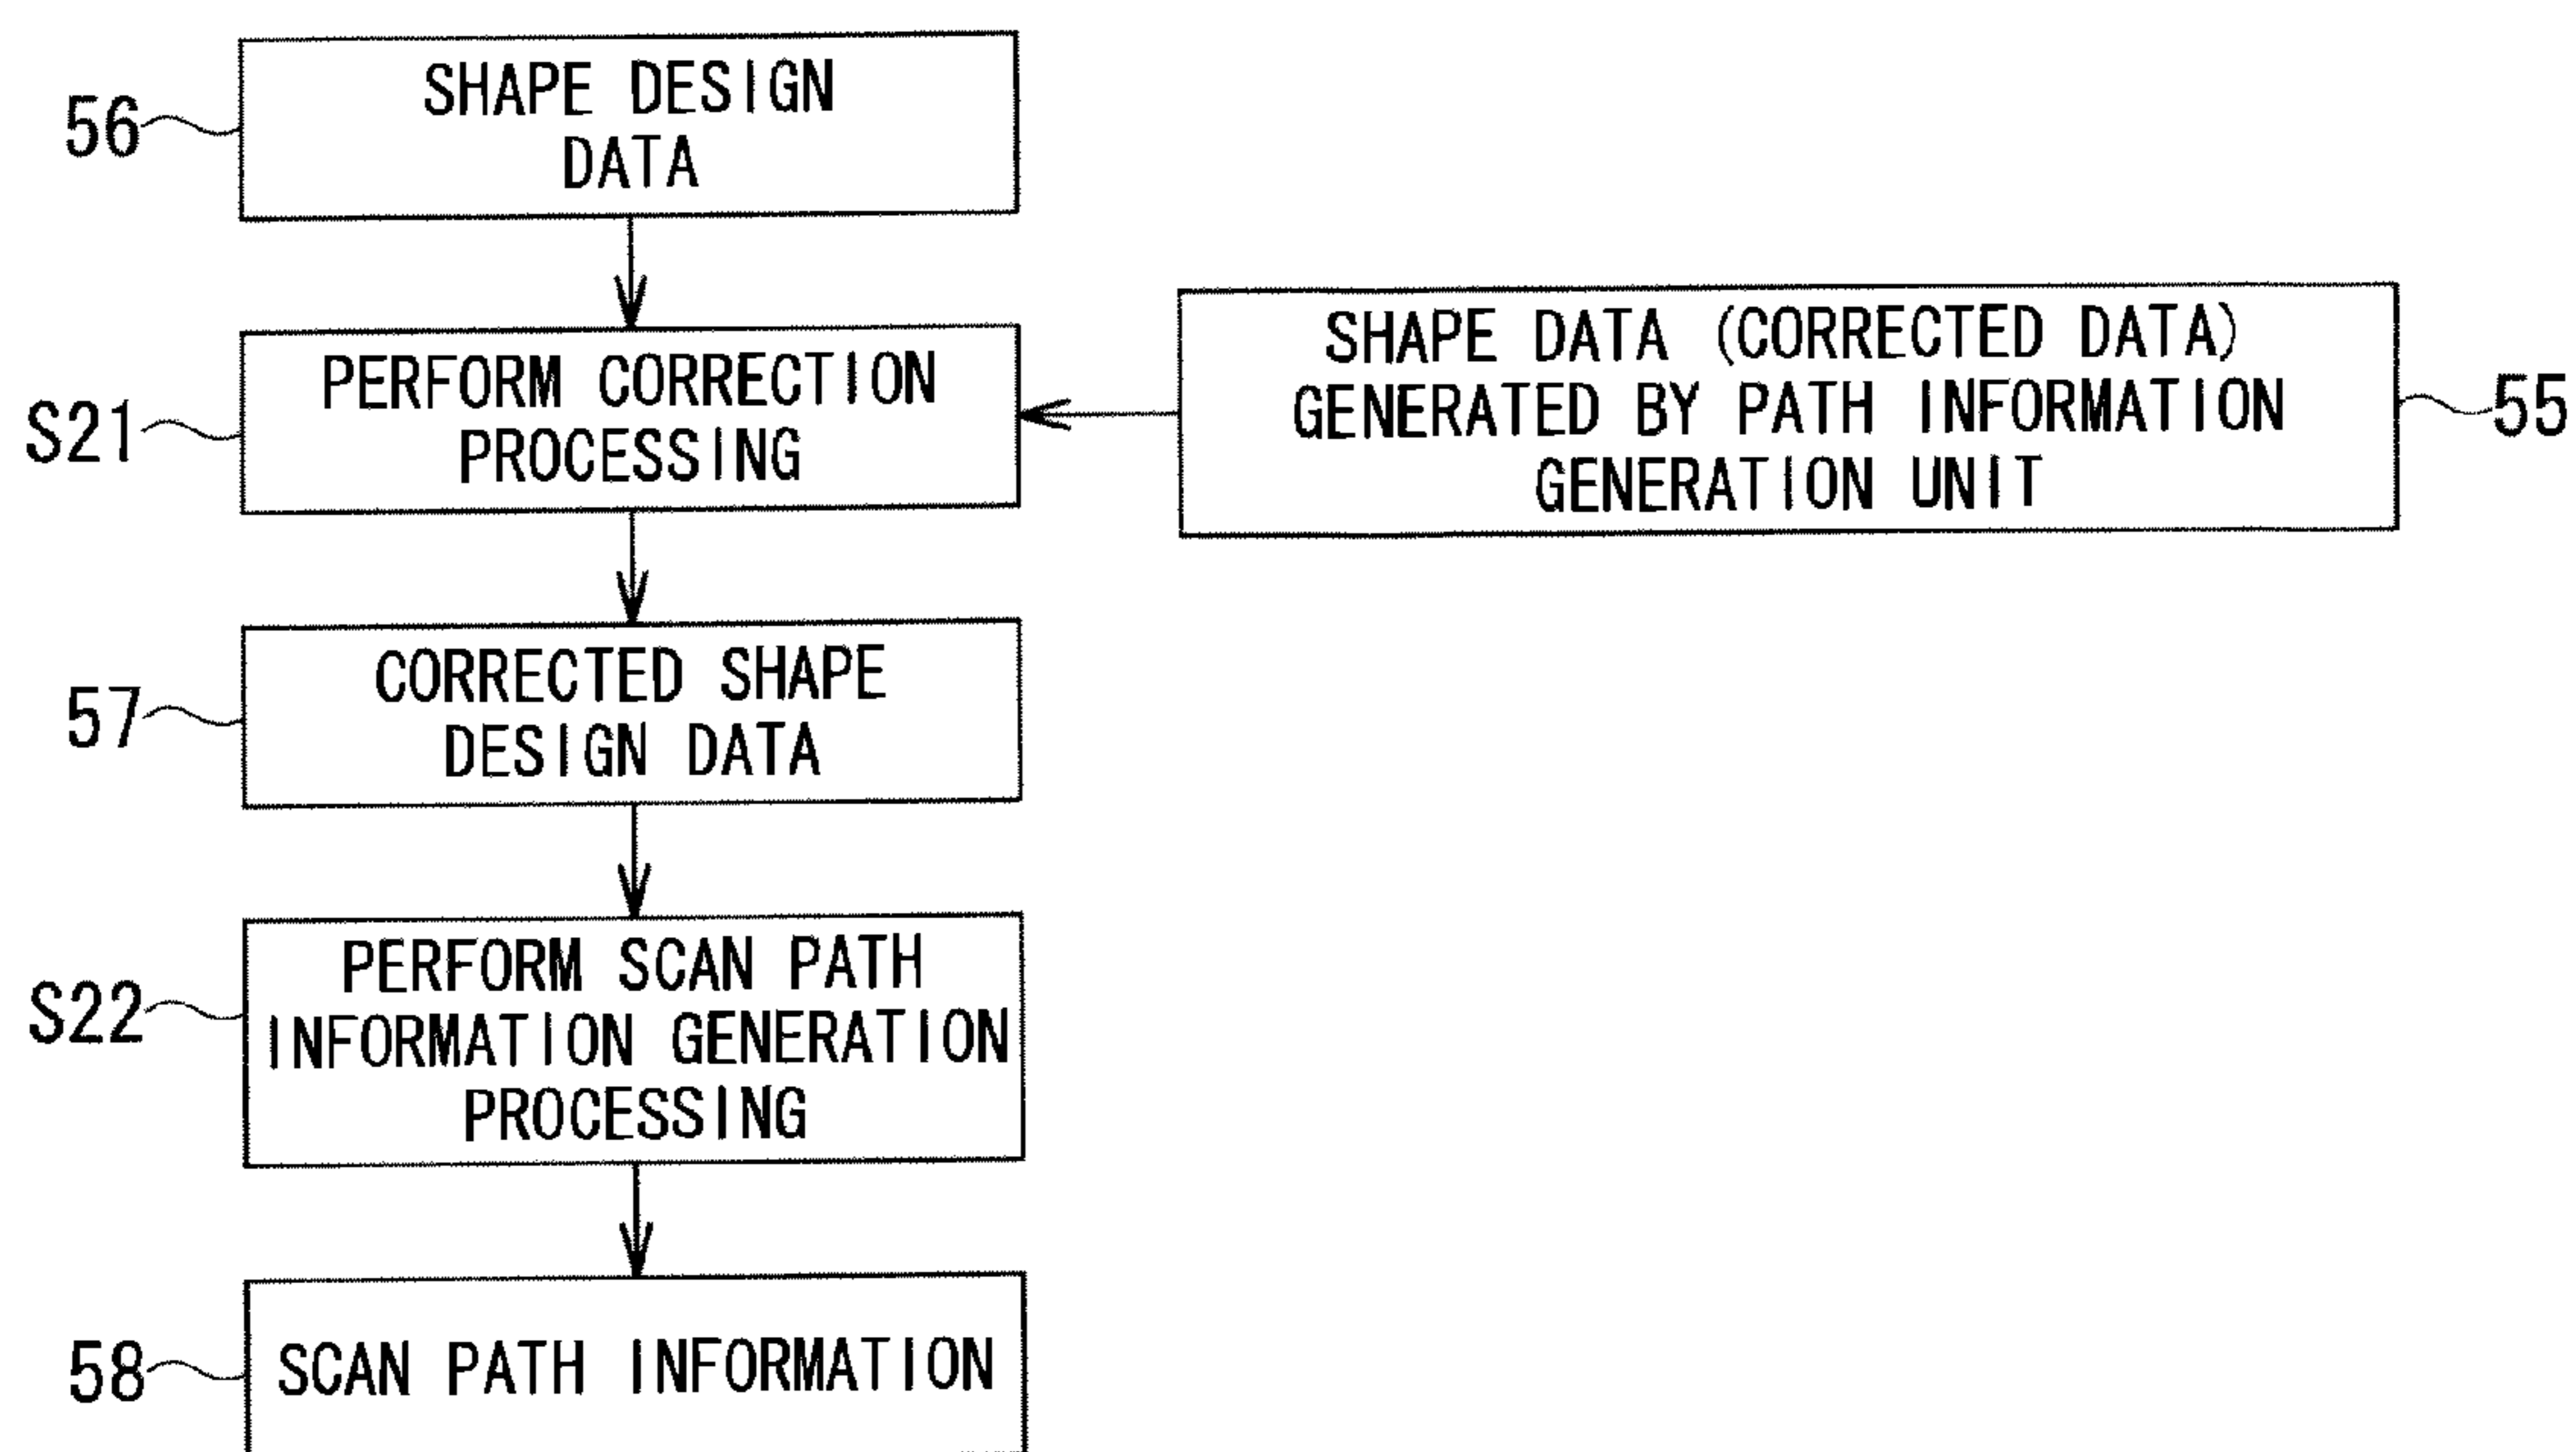 56
SHAPE DESIGN
DATA
S21
PERFORM CORRECTION
PROCESSING
SHAPE DATA (CORRECTED DATA)
GENERATED BY PATH INFORMATION
GENERATION UNIT
55
57
CORRECTED SHAPE
DESIGN DATA
S22
PERFORM SCAN PATH
INFORMATION GENERATION
PROCESSING
58
SCAN PATH INFORMATION